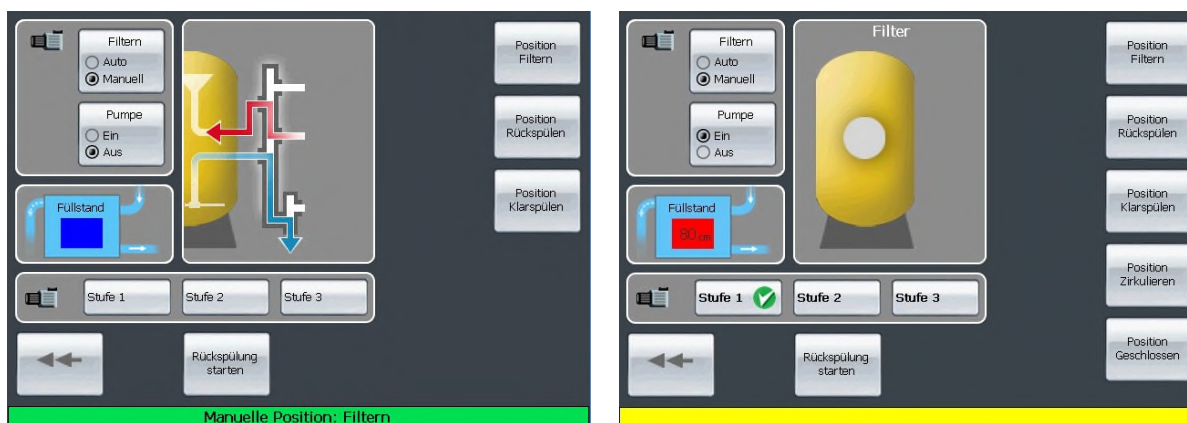 Filtern
Auto
Manuell
Pumpe
Ein
Aus
Füllstand
Stufe 1
Stufe 2
Stufe 3
Rückspülung
starten
Position
Filtern
Position
Rückspülen
Position
Klarspülen
Manuelle Position: Filtern
Filtern
Auto
Manuell
Pumpe
Ein
Aus
Filter
Füllstand
80 cm
Stufe 1
Stufe 2
Stufe 3
Rückspülung
starten
Position
Filtern
Position
Rückspülen
Position
Klarspülen
Position
Zirkulieren
Position
Geschlossen